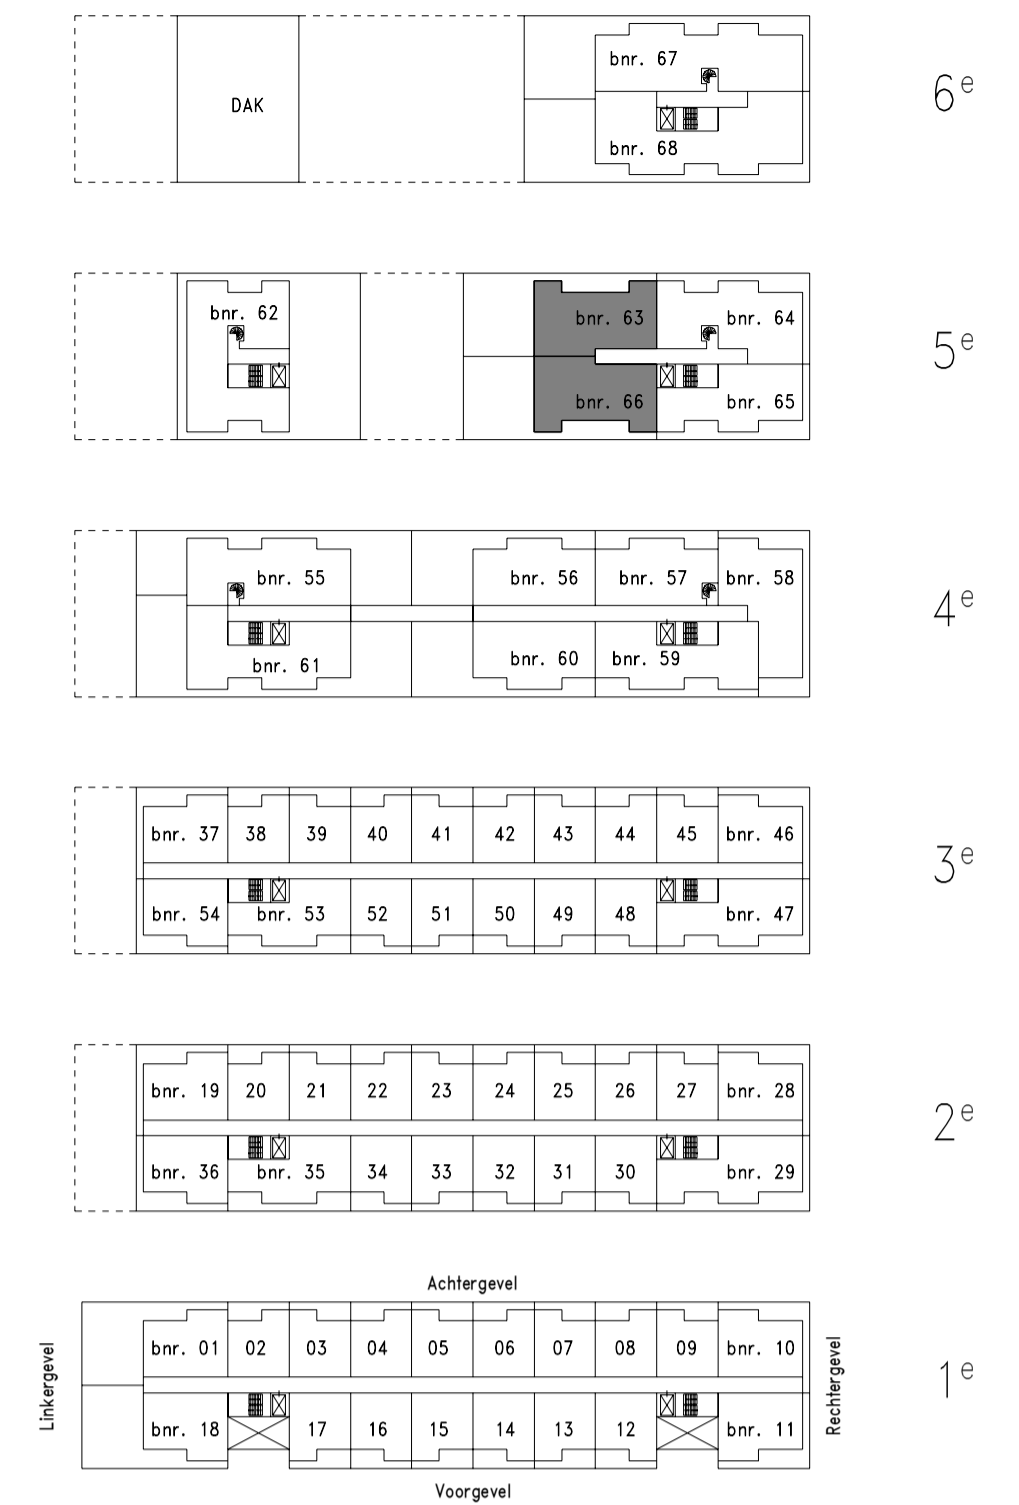 bnr. 67
DAK
6e
bnr. 68
bnr. 62
bnr. 63
bnr. 64
5e
bnr. 66
bnr. 65
bnr. 55
bnr. 56
bnr. 57
bnr. 58
4e
bnr. 61
bnr. 60
bnr. 59
bnr. 37 38 39 40 41 42 43 44 45 bnr. 46
3e
bnr. 54 bnr. 53 52 51 50 49 48 bnr. 47
bnr. 19 20 21 22 23 24 25 26 27 bnr. 28
2e
bnr. 36 bnr. 35 34 33 32 31 30 bnr. 29
Achtergevel
Linkergevel
bnr. 01 02 03 04 05 06 07 08 09 bnr. 10
Rechtergevel
1e
bnr. 18 17 16 15 14 13 12 bnr. 11
Voorgevel